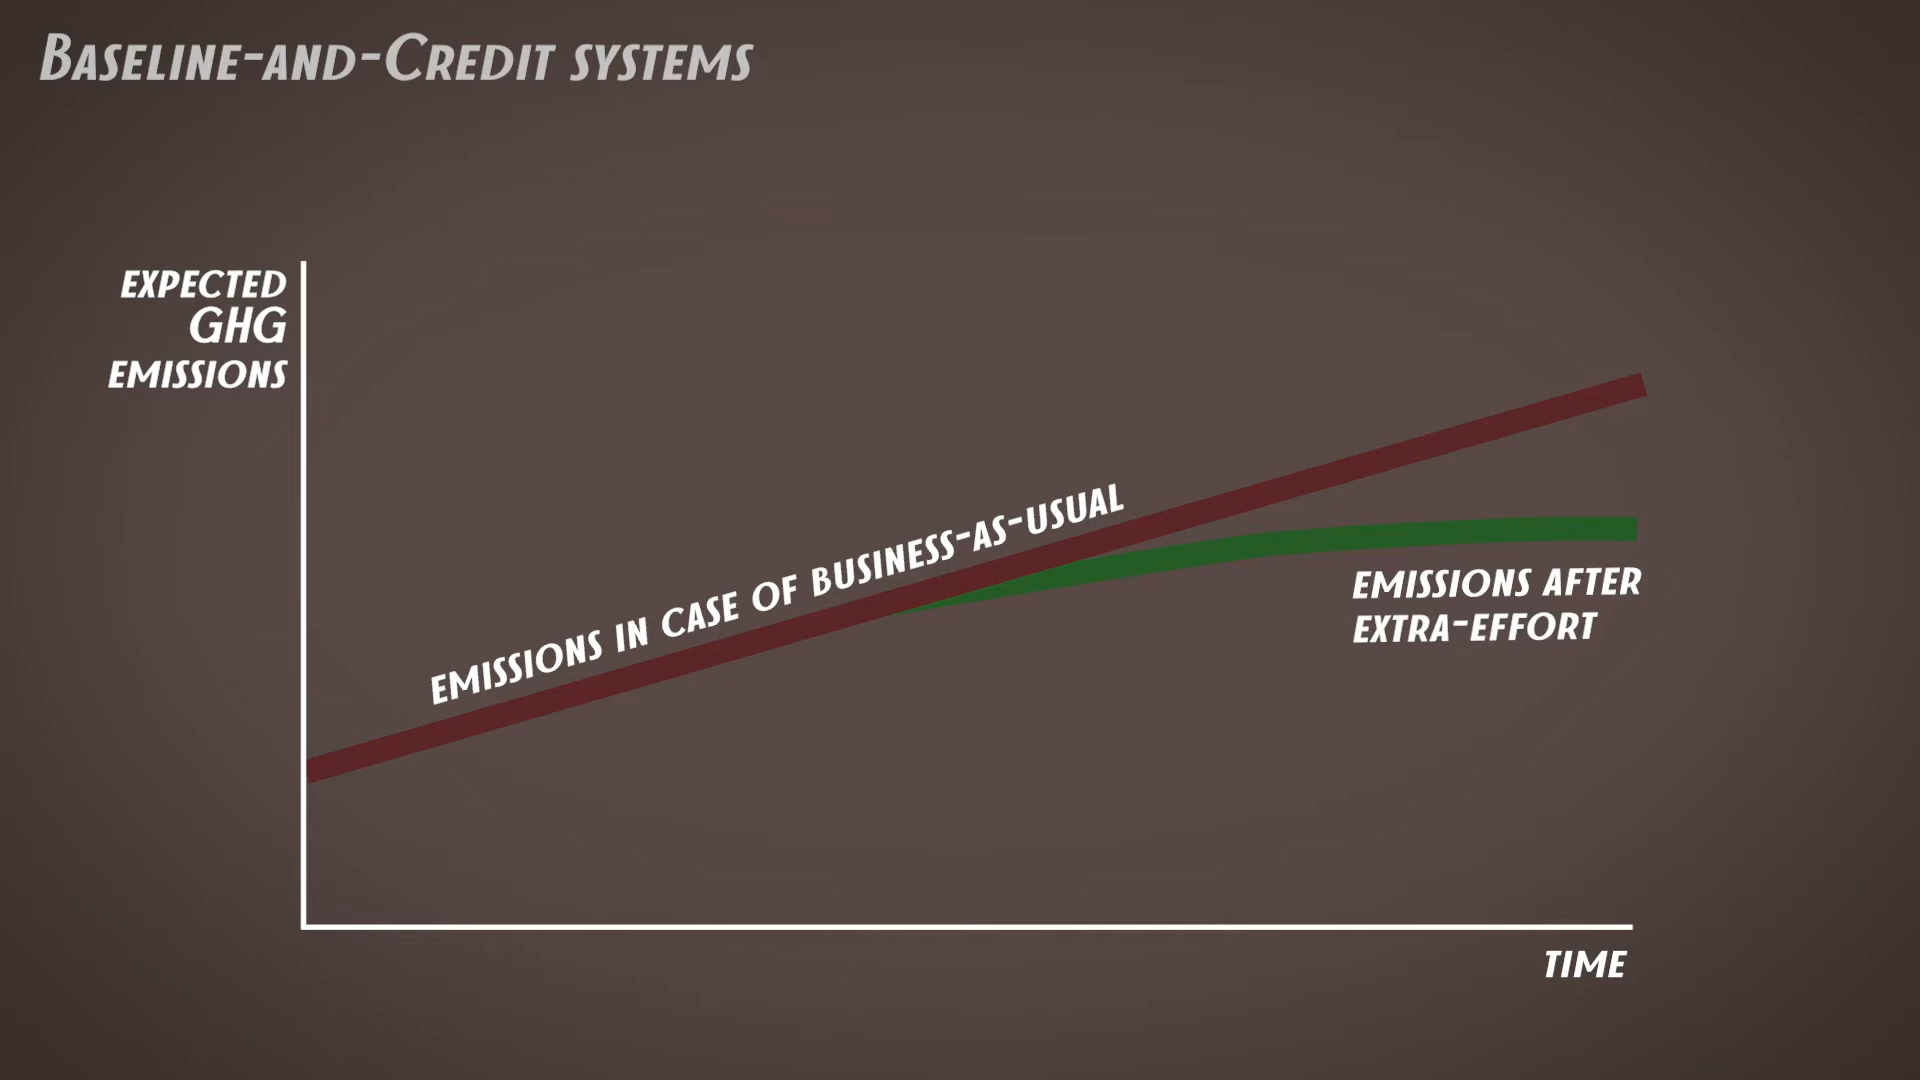 Baseline-and-Credit systems
expected
GHG
emissions
emissions in case of business-as-usual
emissions after
extra-effort
time